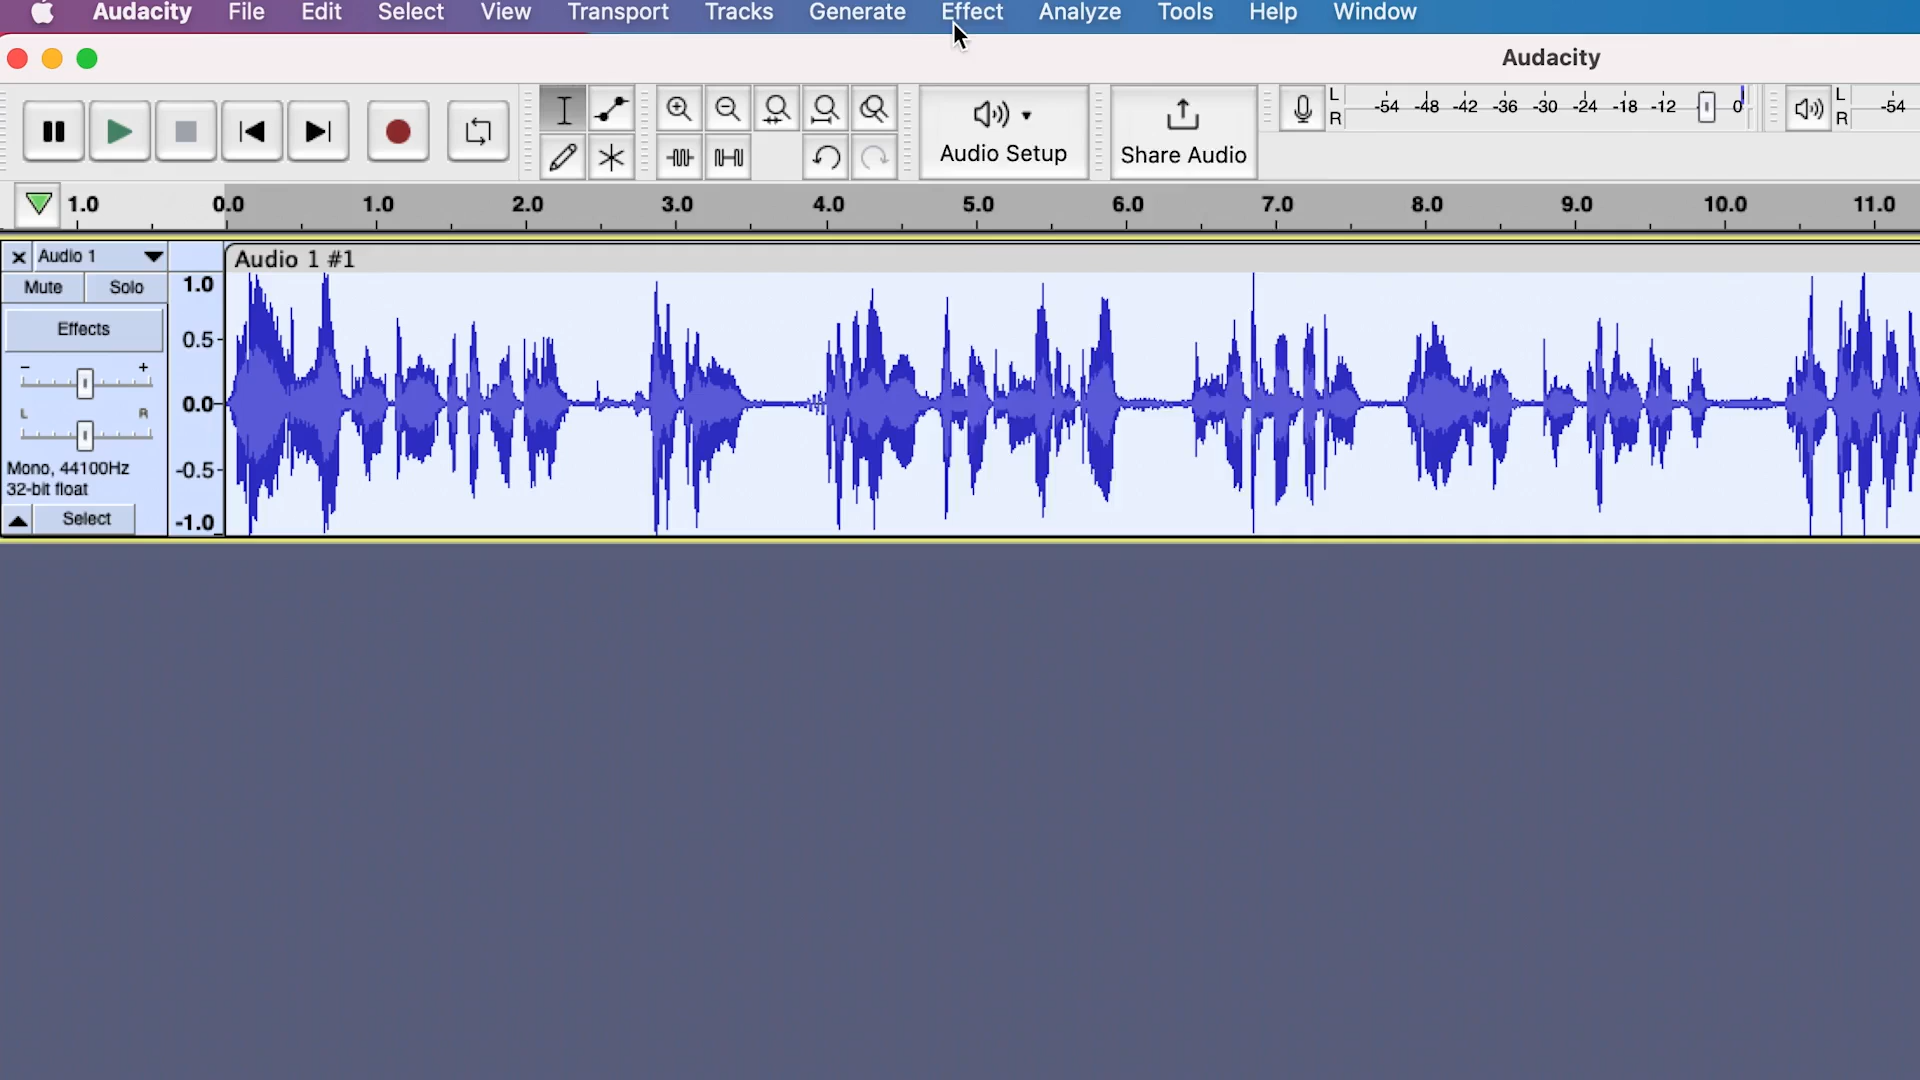 Audacity File Edit Select View Transport Tracks Generate Effect Analyze Tools Help Window
Audacity
L
R
-54 -48 -42 -36 -30 -24 -18 -12 0
L
R
-54
Audio Setup
Share Audio
1.0 0.0 1.0 2.0 3.0 4.0 5.0 6.0 7.0 8.0 9.0 10.0 11.0
Audio 1
Audio 1 #1
Mute Solo
Effects
- +
L R
Mono, 44100Hz
32-bit float
Select
1.0
0.5
0.0
-0.5
-1.0